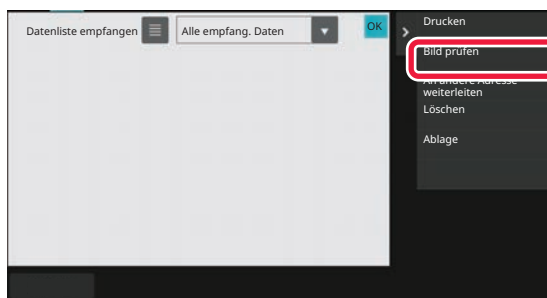 Datenliste empfangen
Alle empfang. Daten
OK
Drucken
Bild prüfen
An andere Adresse
weiterleiten
Löschen
Ablage